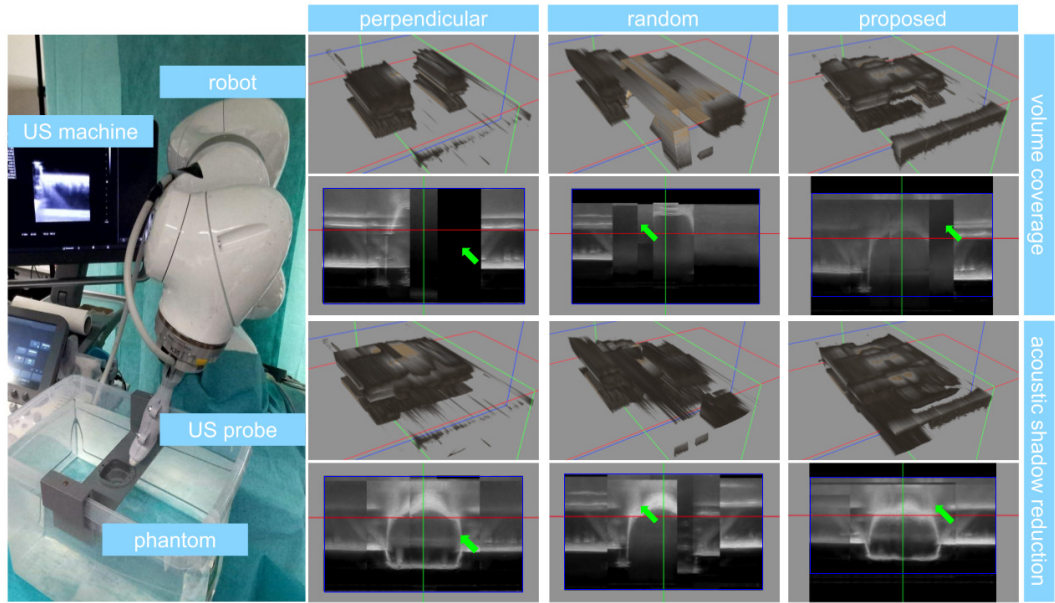 perpendicular
random
proposed
robot
US machine
US probe
phantom
volume coverage
acoustic shadow reduction